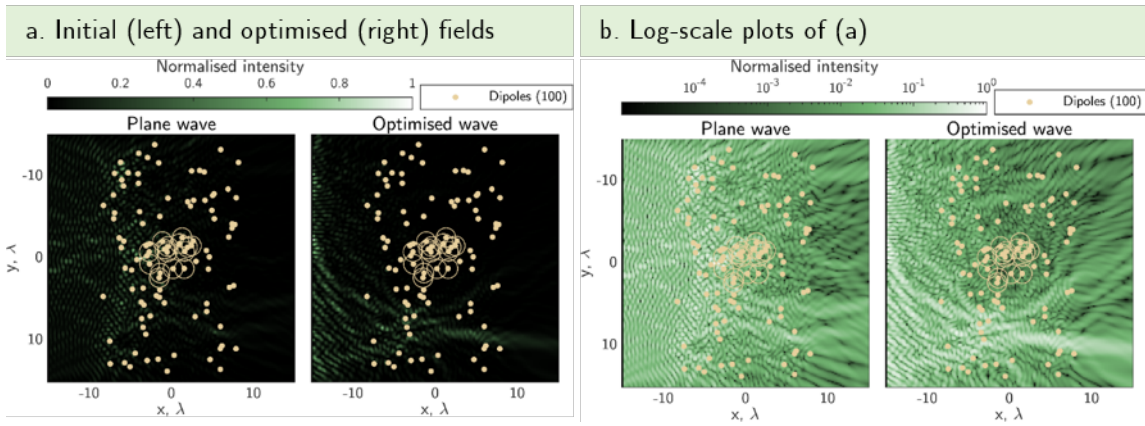 a. Initial (left) and optimised (right) fields
Normalised intensity
0 0.2 0.4 0.6 0.8 1
Dipoles (100)
Plane wave
Optimised wave
-10
0
10
y, λ
-10 0 10
-10 0 10
x, λ
x, λ
b. Log-scale plots of (a)
Normalised intensity
10⁻⁴ 10⁻³ 10⁻² 10⁻¹ 10⁰
Dipoles (100)
Plane wave
Optimised wave
-10
0
10
y, λ
-10 0 10
-10 0 10
x, λ
x, λ